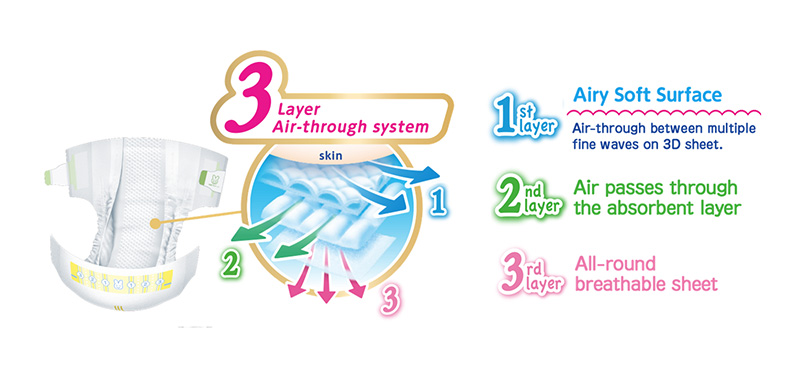 3
Layer
Air-through system
skin
1
2
3
1st layer
Airy Soft Surface
Air-through between multiple
fine waves on 3D sheet.
2nd layer
Air passes through
the absorbent layer
3rd layer
All-round
breathable sheet